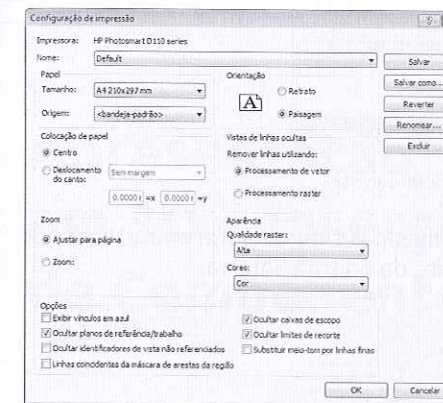 Configuração de impressão
Impressora: HP Photosmart D110 series
Nome: Default
Salvar
Salvar como...
Reverter
Renomear...
Excluir
Papel
Tamanho: A4 210x297 mm
Origem: <bandeja-padrão>
Orientação
A
Retrato
Paisagem
Colocação de papel
Centro
Deslocamento do canto: Sem margem
0.0000 =x 0.0000 =y
Vistas de linhas ocultas
Remover linhas utilizando:
Processamento de vetor
Processamento raster
Zoom
Ajustar para página
Zoom:
Aparência
Qualidade raster:
Alta
Cores:
Cor
Opções
Exibir vínculos em azul
Ocultar planos de referência/trabalho
Ocultar identificadores de vista não referenciados
Linhas coincidentes da máscara de arestas da região
Ocultar caixas de escopo
Ocultar limites de recorte
Substituir meio-tom por linhas finas
OK
Cancelar